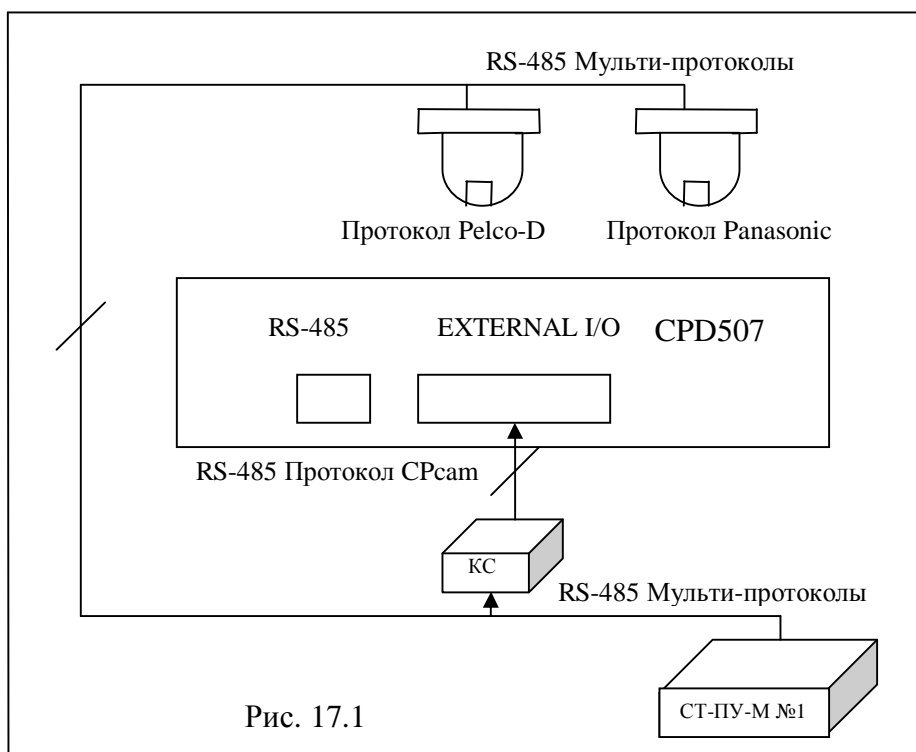 RS-485 Мульти-протоколы
Протокол Pelco-D
Протокол Panasonic
RS-485
EXTERNAL I/O
CPD507
RS-485 Протокол CPcam
КС
RS-485 Мульти-протоколы
СТ-ПУ-М №1
Рис. 17.1